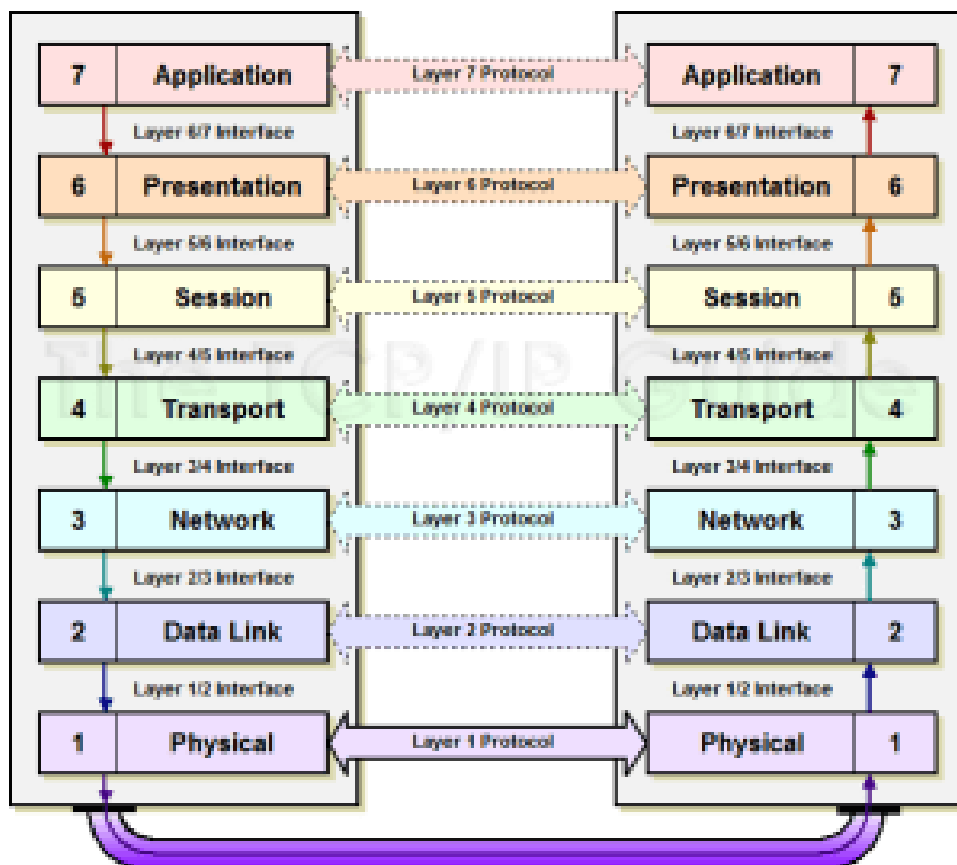 7 Application Layer 7 Protocol Application 7
Layer 6/7 Interface Layer 6/7 Interface
6 Presentation Layer 6 Protocol Presentation 6
Layer 5/6 Interface Layer 5/6 Interface
5 Session Layer 5 Protocol Session 5
Layer 4/5 Interface Layer 4/5 Interface
The TCP/IP Guide
4 Transport Layer 4 Protocol Transport 4
Layer 3/4 Interface Layer 3/4 Interface
3 Network Layer 3 Protocol Network 3
Layer 2/3 Interface Layer 2/3 Interface
2 Data Link Layer 2 Protocol Data Link 2
Layer 1/2 Interface Layer 1/2 Interface
1 Physical Layer 1 Protocol Physical 1